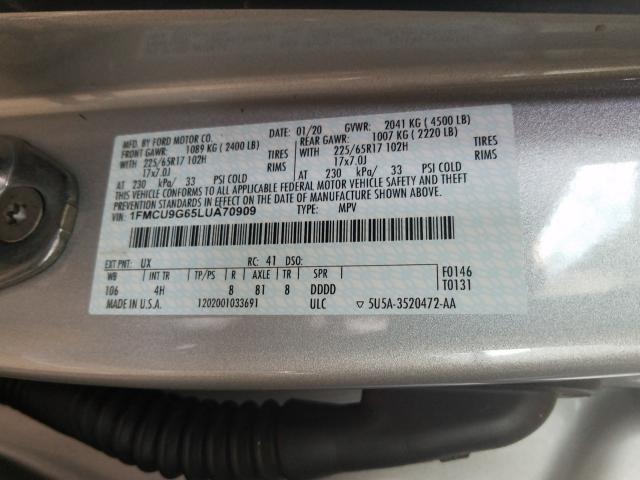 MFD. BY FORD MOTOR CO. 01/20 GVWR: 2041 KG ( 4500 LB)
FRONT GAWR: 1089 KG ( 2400 LB) REAR GAWR: 1007 KG ( 2220 LB)
WITH 225/65R17 102H TIRES WITH 225/65R17 102H TIRES
17x7.0J RIMS 17x7.0J RIMS
AT 230 kPa/ 33 PSI COLD AT 230 kPa/ 33 PSI COLD
THIS VEHICLE CONFORMS TO ALL APPLICABLE FEDERAL MOTOR VEHICLE SAFETY AND THEFT
PREVENTION STANDARDS IN EFFECT ON THE DATE OF MANUFACTURE SHOWN ABOVE.
1FMCU9G65LUA70909 TYPE: MPV
EXT PNT: UX RC: 41 DSO:
WB INT TR TP/PS R AXLE TR SPR F0146
106 4H 8 81 8 DDDD T0131
MADE IN U.S.A. 1202001033691 ULC ▽ 5U5A-3520472-AA